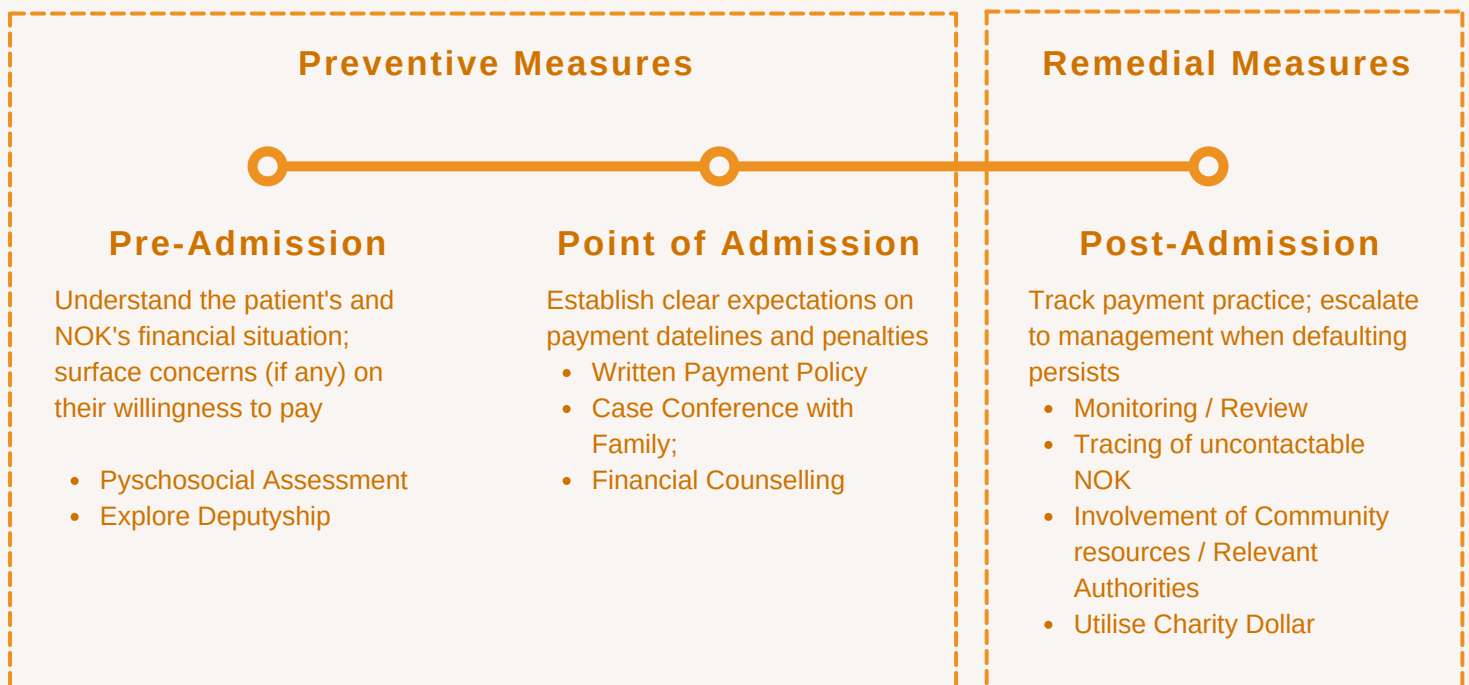 Preventive Measures
Remedial Measures
Pre-Admission
Understand the patient's and
NOK's financial situation;
surface concerns (if any) on
their willingness to pay
• Pyschosocial Assessment
• Explore Deputyship
Point of Admission
Establish clear expectations on
payment datelines and penalties
• Written Payment Policy
• Case Conference with
Family;
• Financial Counselling
Post-Admission
Track payment practice; escalate
to management when defaulting
persists
• Monitoring / Review
• Tracing of uncontactable
NOK
• Involvement of Community
resources / Relevant
Authorities
• Utilise Charity Dollar